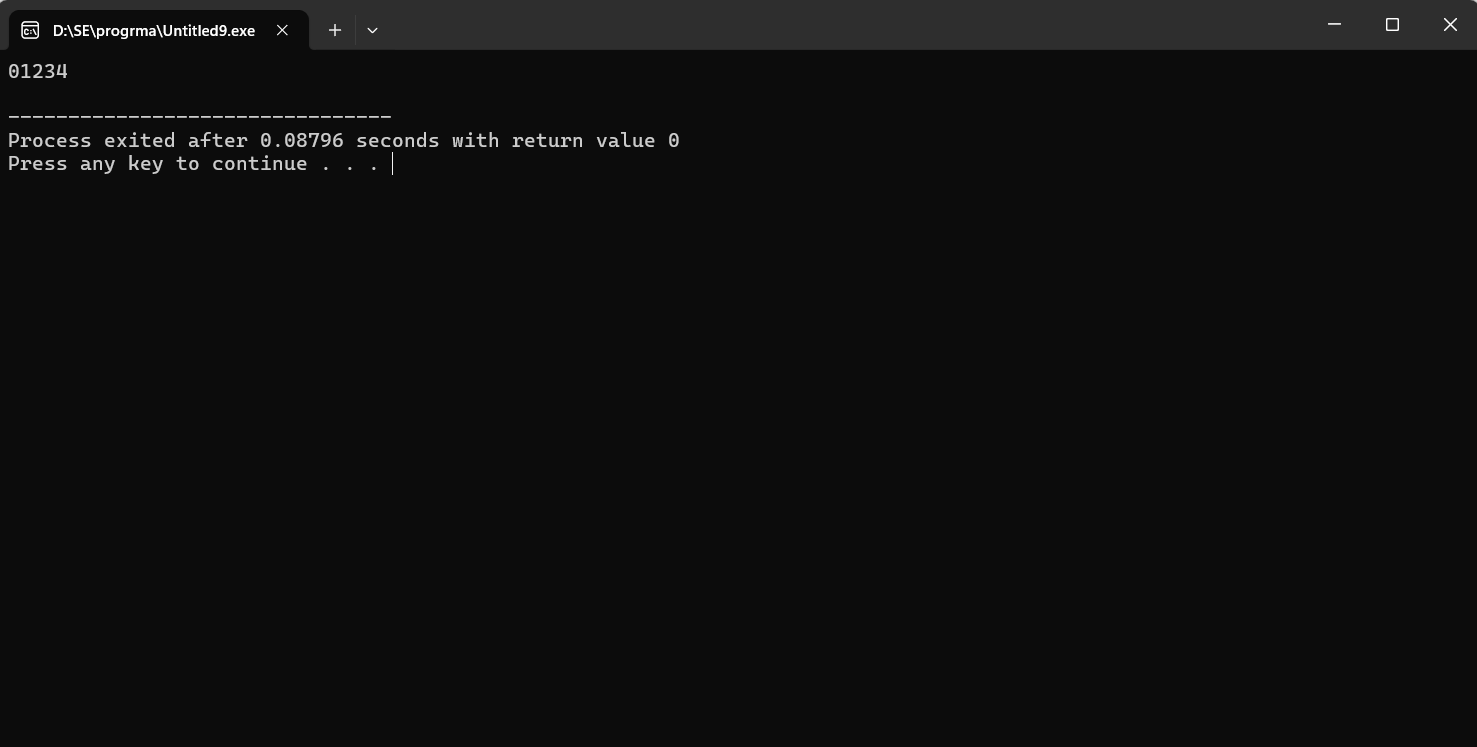 D:\SE\progrma\Untitled9.exe
01234
--------------------------------
Process exited after 0.08796 seconds with return value 0
Press any key to continue . . .